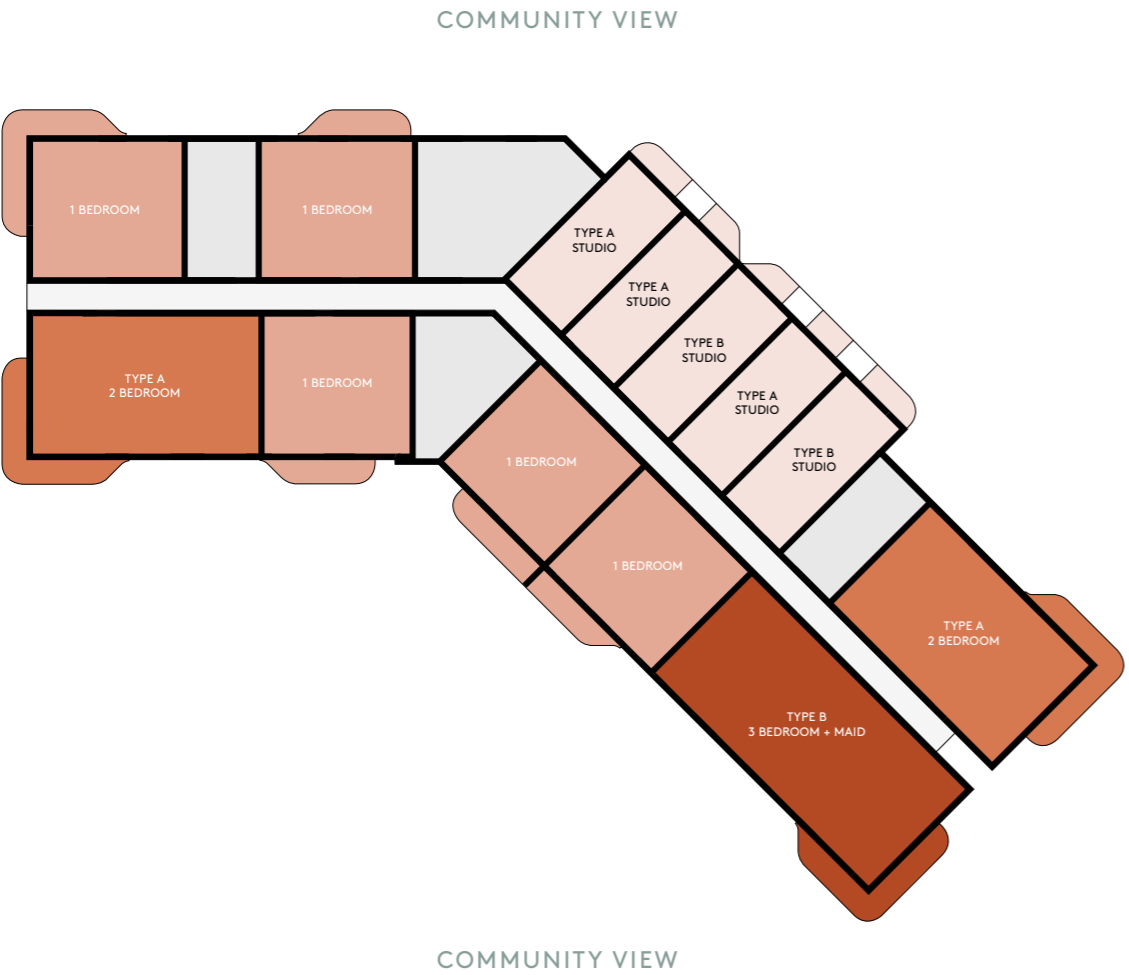 COMMUNITY VIEW
1 BEDROOM
1 BEDROOM
TYPE A
STUDIO
TYPE A
STUDIO
TYPE B
STUDIO
TYPE A
STUDIO
TYPE B
STUDIO
TYPE A
2 BEDROOM
1 BEDROOM
1 BEDROOM
1 BEDROOM
TYPE A
2 BEDROOM
TYPE B
3 BEDROOM + MAID
COMMUNITY VIEW